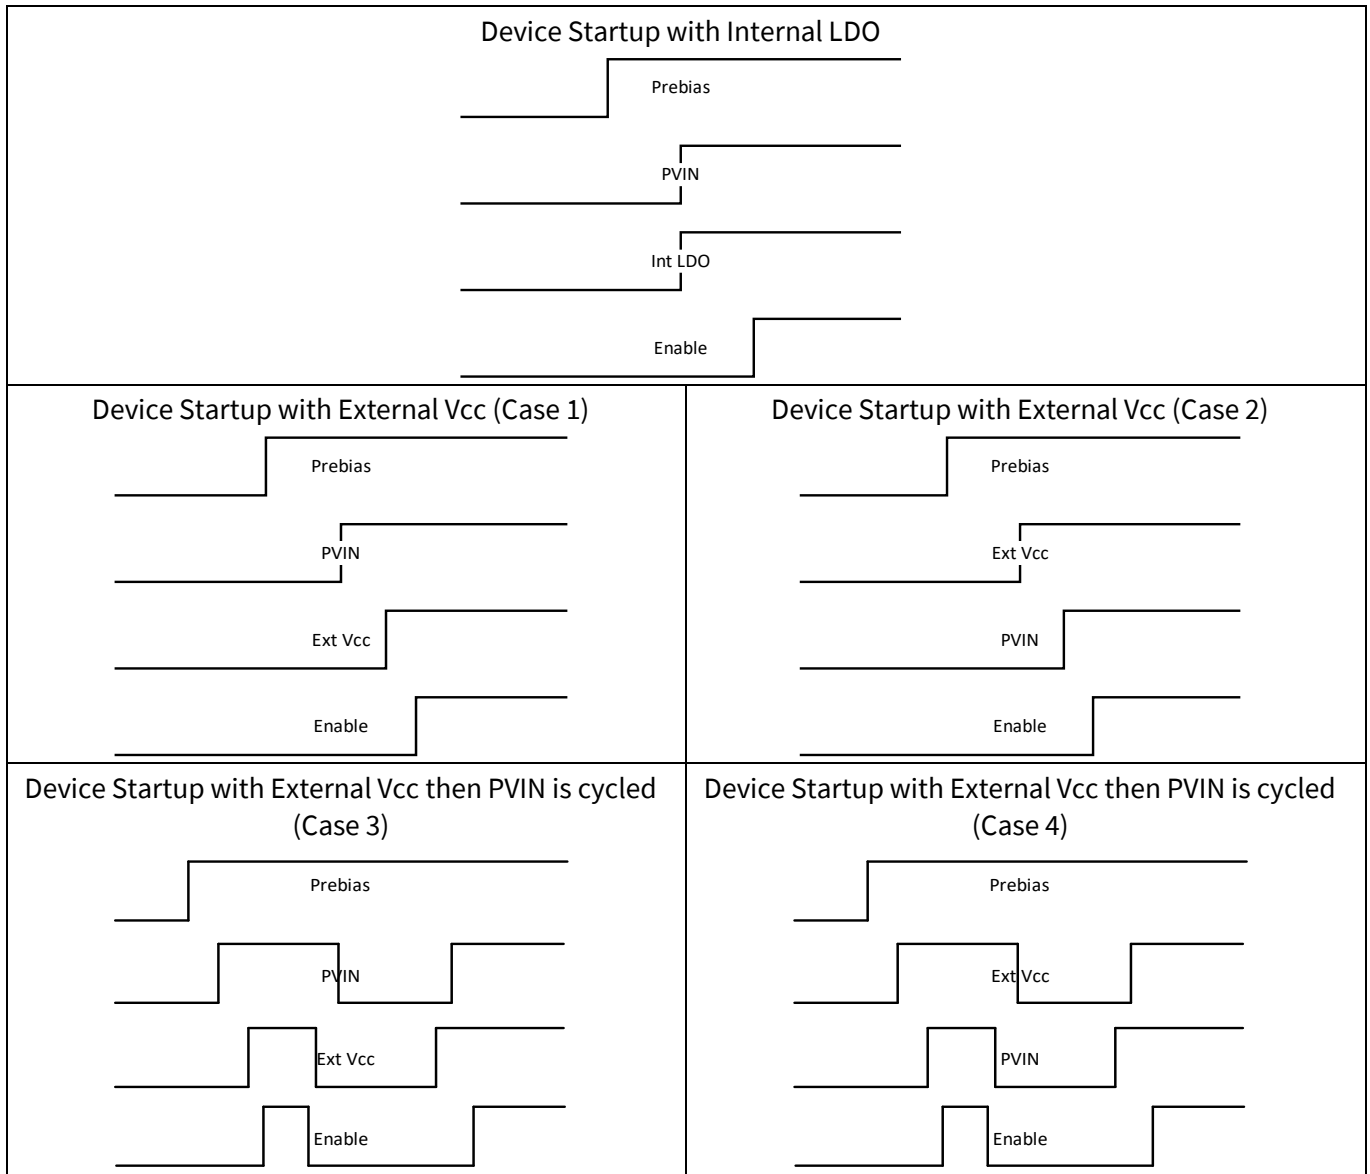 Device Startup with Internal LDO
Prebias
PVIN
Int LDO
Enable
Device Startup with External Vcc (Case 1)
Prebias
PVIN
Ext Vcc
Enable
Device Startup with External Vcc (Case 2)
Prebias
Ext Vcc
PVIN
Enable
Device Startup with External Vcc then PVIN is cycled
(Case 3)
Prebias
PVIN
Ext Vcc
Enable
Device Startup with External Vcc then PVIN is cycled
(Case 4)
Prebias
Ext Vcc
PVIN
Enable